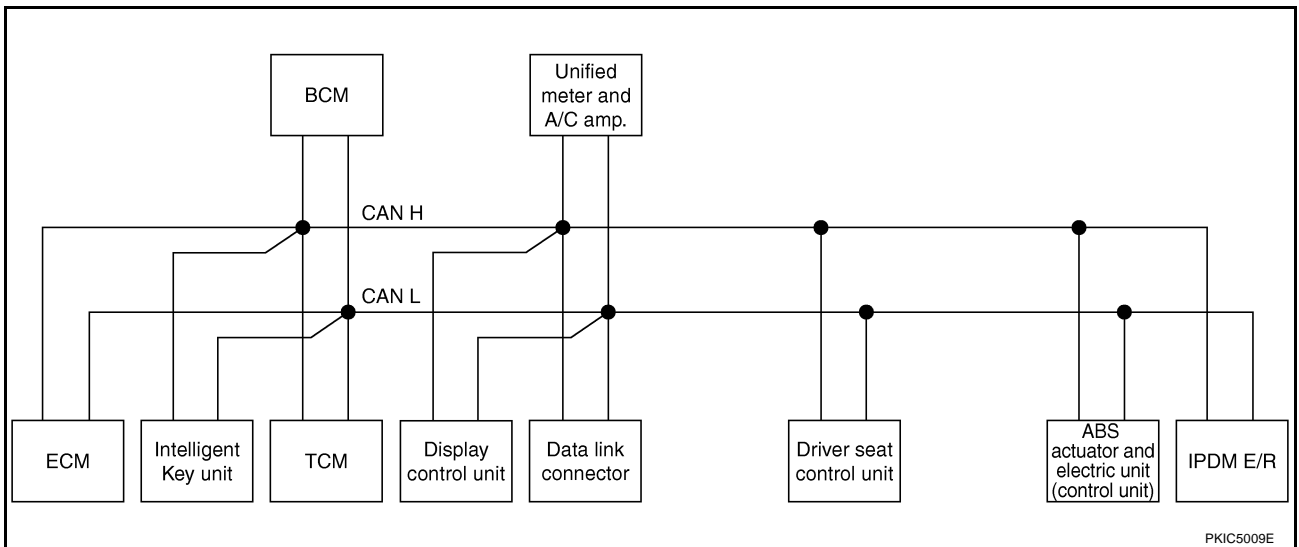 BCM
Unified
meter and
A/C amp.
CAN H
CAN L
ECM
Intelligent
Key unit
TCM
Display
control unit
Data link
connector
Driver seat
control unit
ABS
actuator and
electric unit
(control unit)
IPDM E/R
PKIC5009E